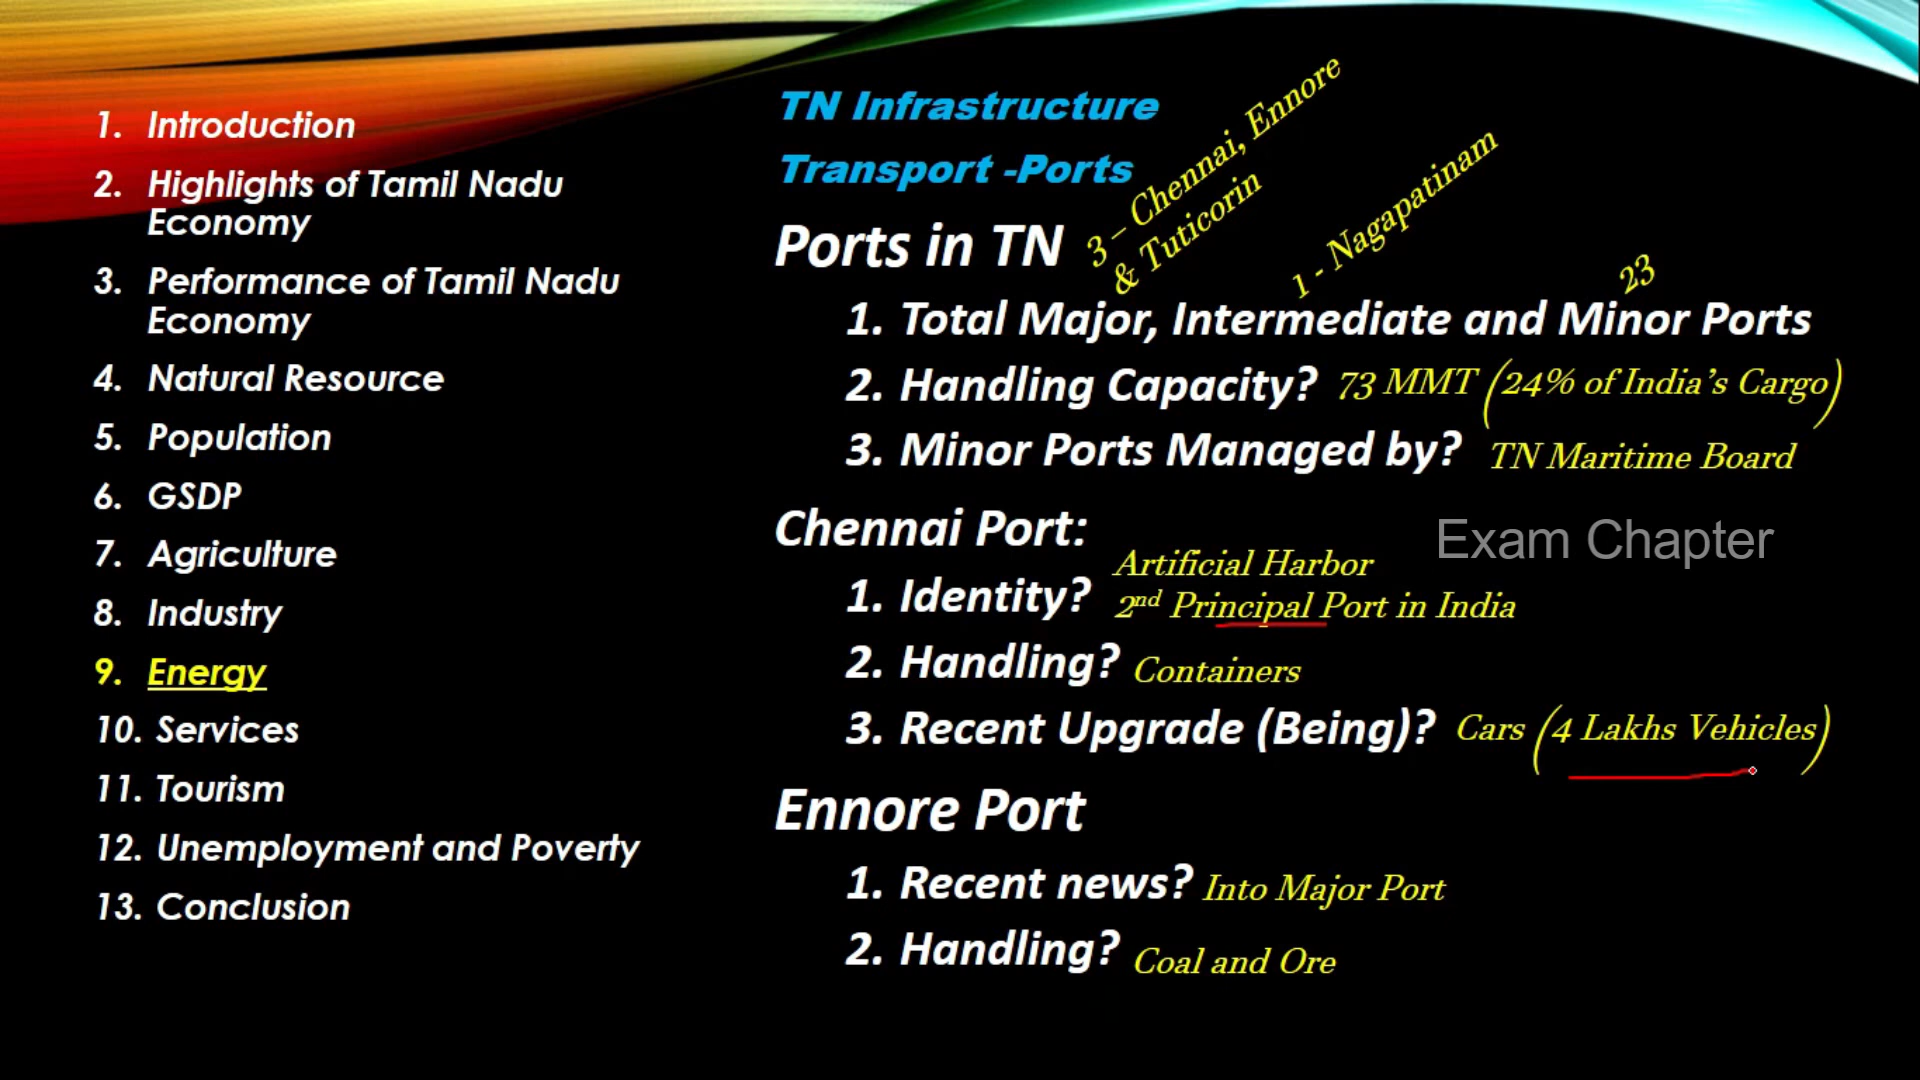 1. Introduction
2. Highlights of Tamil Nadu
Economy
3. Performance of Tamil Nadu
Economy
4. Natural Resource
5. Population
6. GSDP
7. Agriculture
8. Industry
9. Energy
10. Services
11. Tourism
12. Unemployment and Poverty
13. Conclusion
TN Infrastructure
Transport -Ports
Ports in TN
3 – Chennai, Ennore
& Tuticorin
1 - Nagapatinam
23
1. Total Major, Intermediate and Minor Ports
2. Handling Capacity? 73 MMT (24% of India's Cargo)
3. Minor Ports Managed by? TN Maritime Board
Exam Chapter
Chennai Port:
Artificial Harbor
1. Identity? 2nd Principal Port in India
2. Handling? Containers
3. Recent Upgrade (Being)? Cars (4 Lakhs Vehicles)
Ennore Port
1. Recent news? Into Major Port
2. Handling? Coal and Ore